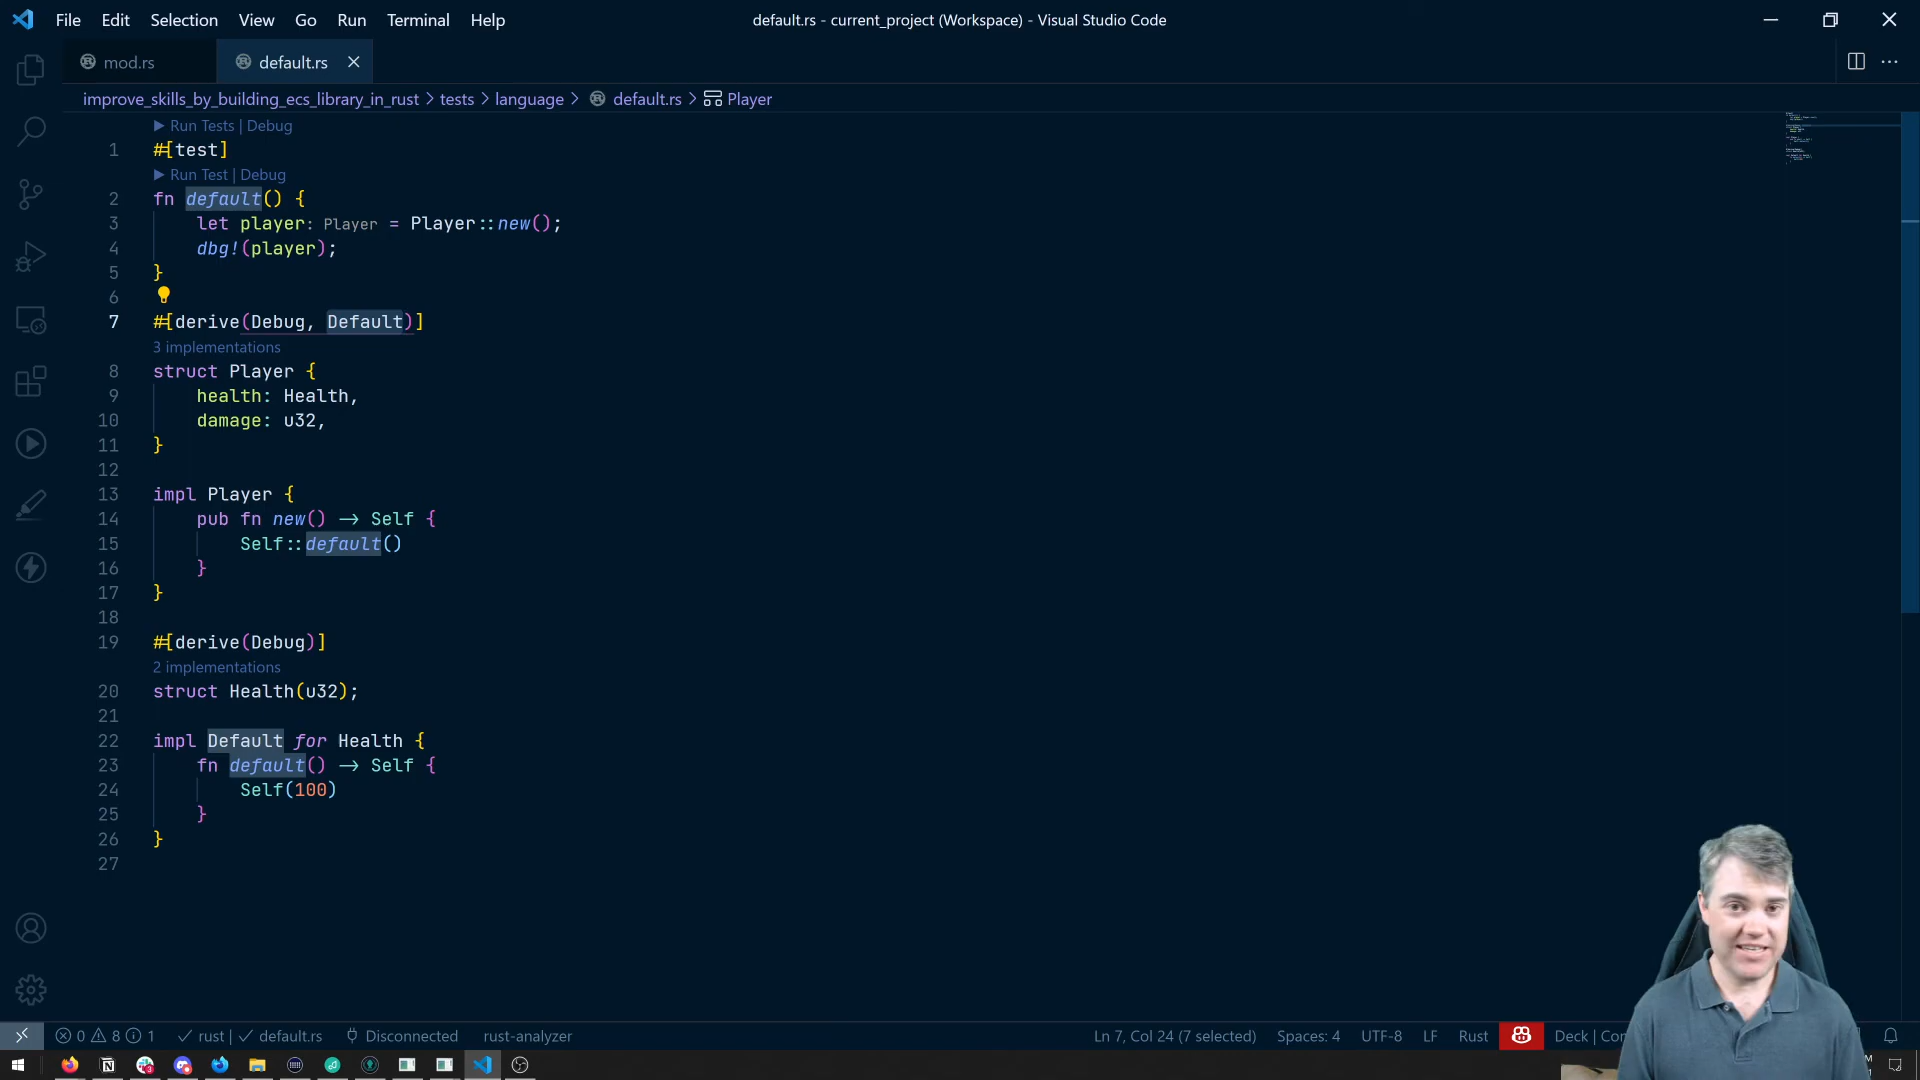 File Edit Selection View Go Run Terminal Help
default.rs - current_project (Workspace) - Visual Studio Code
mod.rs
default.rs
improve_skills_by_building_ecs_library_in_rust > tests > language > default.rs > Player
Run Tests | Debug
1 #[test]
Run Test | Debug
2 fn default() {
3 let player: Player = Player::new();
4 dbg!(player);
5 }
6
7 #[derive(Debug, Default)]
3 implementations
8 struct Player {
9 health: Health,
10 damage: u32,
11 }
12
13 impl Player {
14 pub fn new() -> Self {
15 Self::default()
16 }
17 }
18
19 #[derive(Debug)]
2 implementations
20 struct Health(u32);
21
22 impl Default for Health {
23 fn default() -> Self {
24 Self(100)
25 }
26 }
27
0 8 1 rust | default.rs Disconnected rust-analyzer
Ln 7, Col 24 (7 selected) Spaces: 4 UTF-8 LF Rust Deck